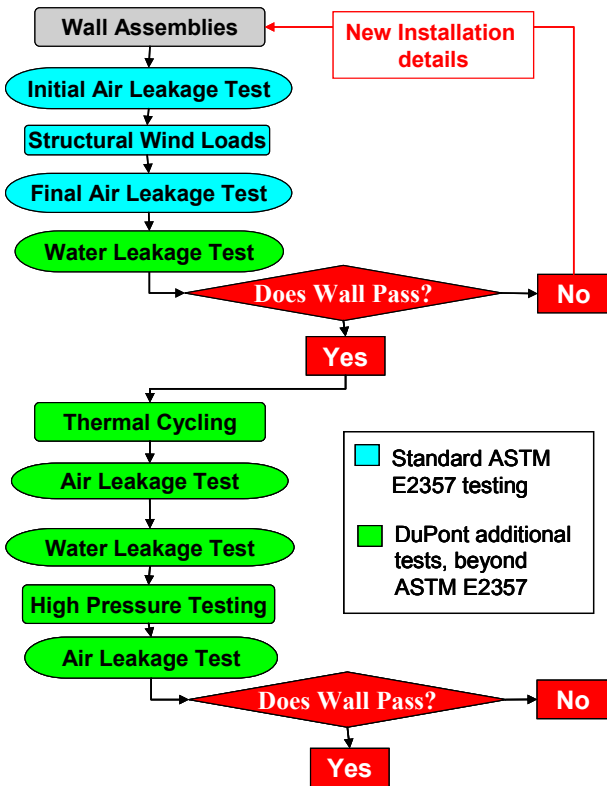 Wall Assemblies
New Installation
details
Initial Air Leakage Test
Structural Wind Loads
Final Air Leakage Test
Water Leakage Test
Does Wall Pass?
No
Yes
Thermal Cycling
Air Leakage Test
Water Leakage Test
High Pressure Testing
Air Leakage Test
Standard ASTM
E2357 testing
DuPont additional
tests, beyond
ASTM E2357
Does Wall Pass?
No
Yes